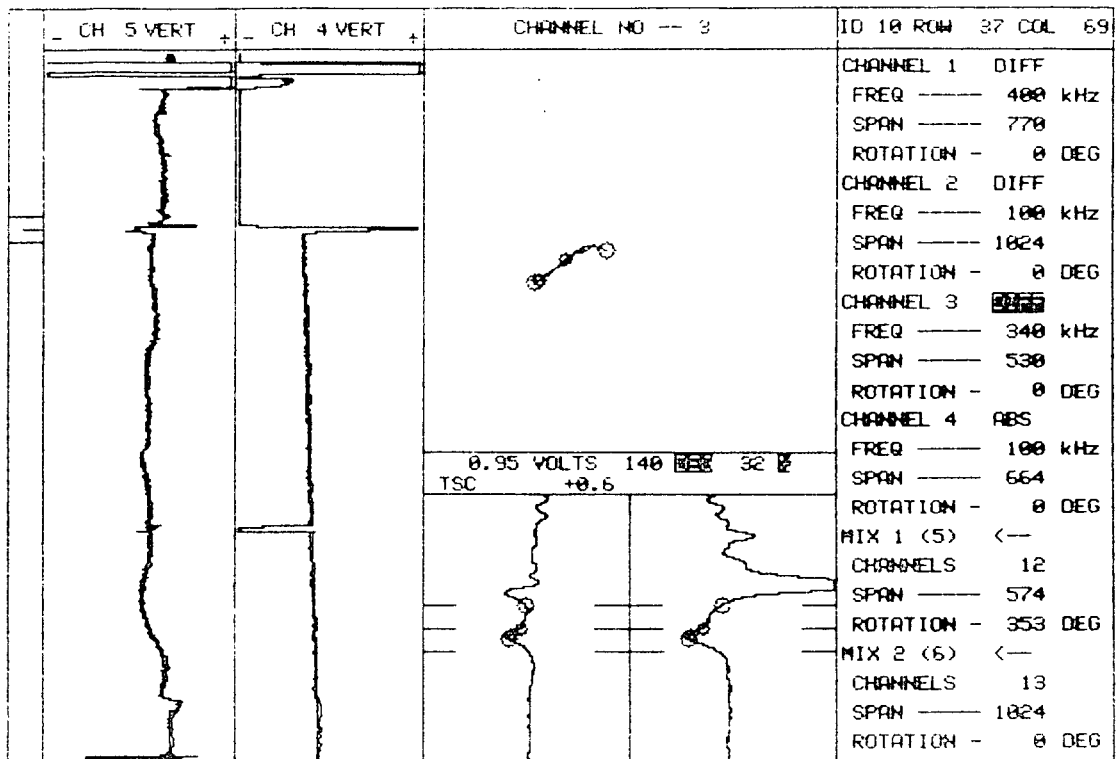 _ CH 5 VERT +
_ CH 4 VERT +
CHANNEL NO -- 3
ID 10 ROW 37 COL 69
CHANNEL 1 DIFF
FREQ ----- 400 kHz
SPAN ----- 770
ROTATION - 0 DEG
CHANNEL 2 DIFF
FREQ ----- 100 kHz
SPAN ----- 1024
ROTATION - 0 DEG
CHANNEL 3
FREQ ----- 340 kHz
SPAN ----- 530
ROTATION - 0 DEG
CHANNEL 4 ABS
FREQ ----- 100 kHz
SPAN ----- 664
ROTATION - 0 DEG
MIX 1 (5) <--
CHANNELS 12
SPAN ----- 574
ROTATION - 353 DEG
MIX 2 (6) <--
CHANNELS 13
SPAN ----- 1024
ROTATION - 0 DEG
0.95 VOLTS 140 32
TSC +0.6